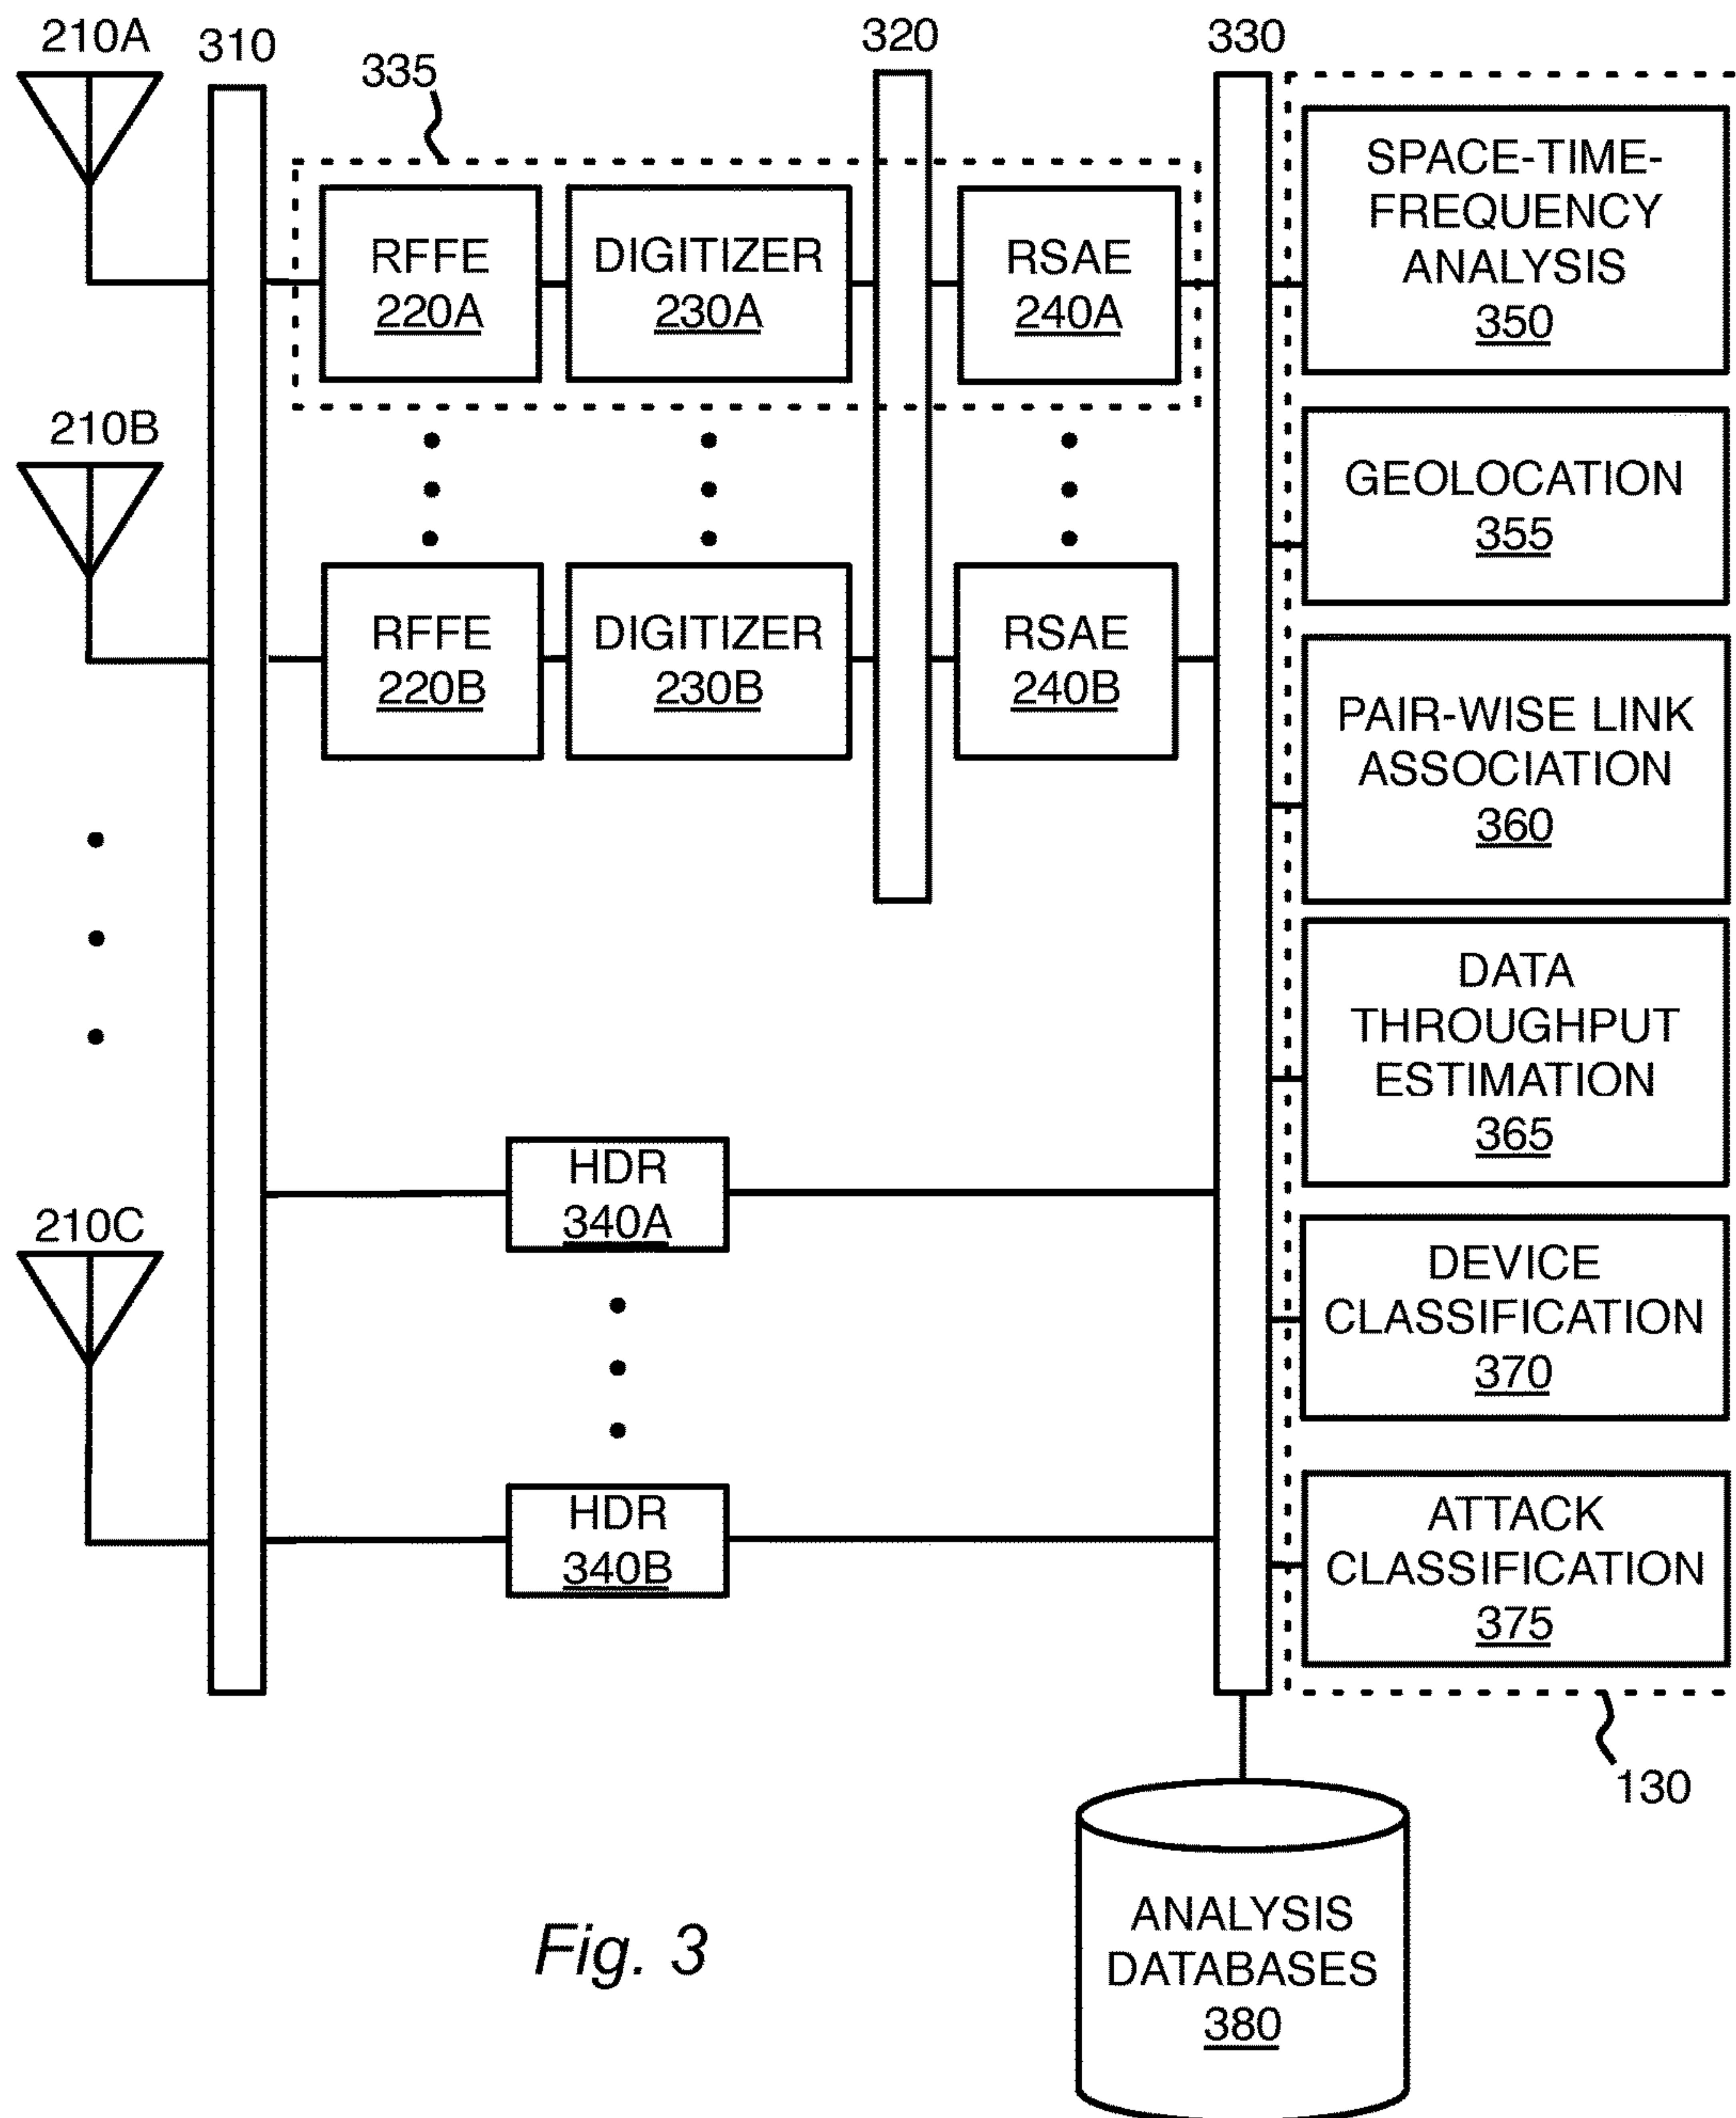 210A
310
335
320
330
RFFE
220A
DIGITIZER
230A
RSAE
240A
SPACE-TIME-
FREQUENCY
ANALYSIS
350
210B
GEOLOCATION
355
RFFE
220B
DIGITIZER
230B
RSAE
240B
PAIR-WISE LINK
ASSOCIATION
360
DATA
THROUGHPUT
ESTIMATION
365
HDR
340A
210C
DEVICE
CLASSIFICATION
370
HDR
340B
ATTACK
CLASSIFICATION
375
130
ANALYSIS
DATABASES
380
Fig. 3